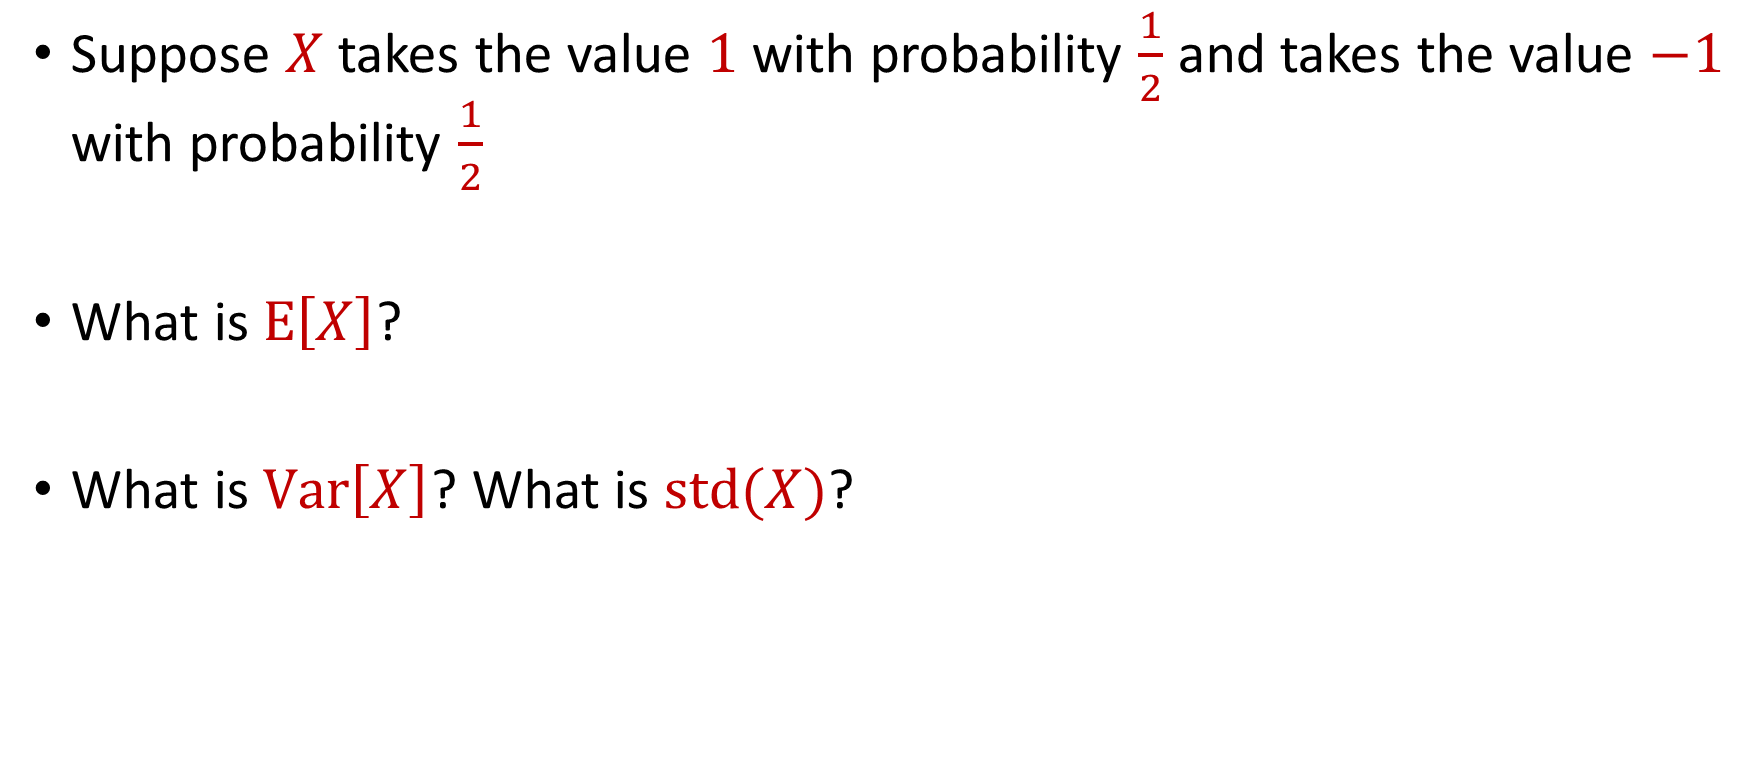 • Suppose X takes the value 1 with probability 1/2 and takes the value −1
with probability 1/2
• What is E[X]?
• What is Var[X]? What is std(X)?